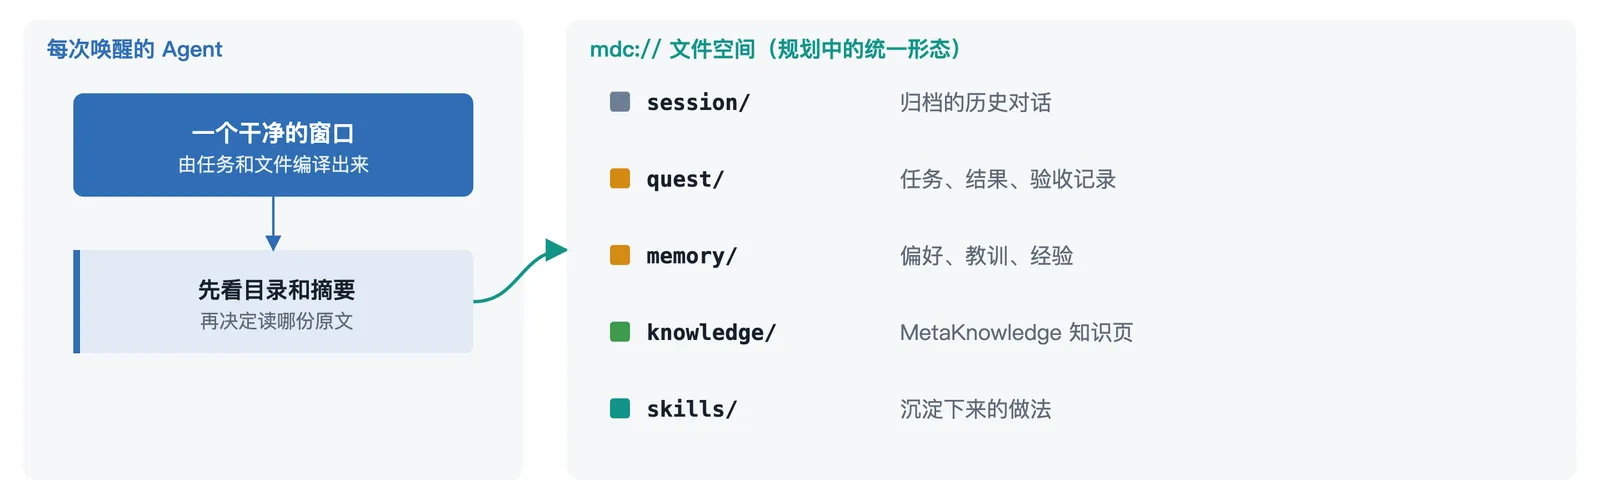 每次唤醒的 Agent
一个干净的窗口
由任务和文件编译出来
先看目录和摘要
再决定读哪份原文
mdc:// 文件空间（规划中的统一形态）
session/ 归档的历史对话
quest/ 任务、结果、验收记录
memory/ 偏好、教训、经验
knowledge/ MetaKnowledge 知识页
skills/ 沉淀下来的做法